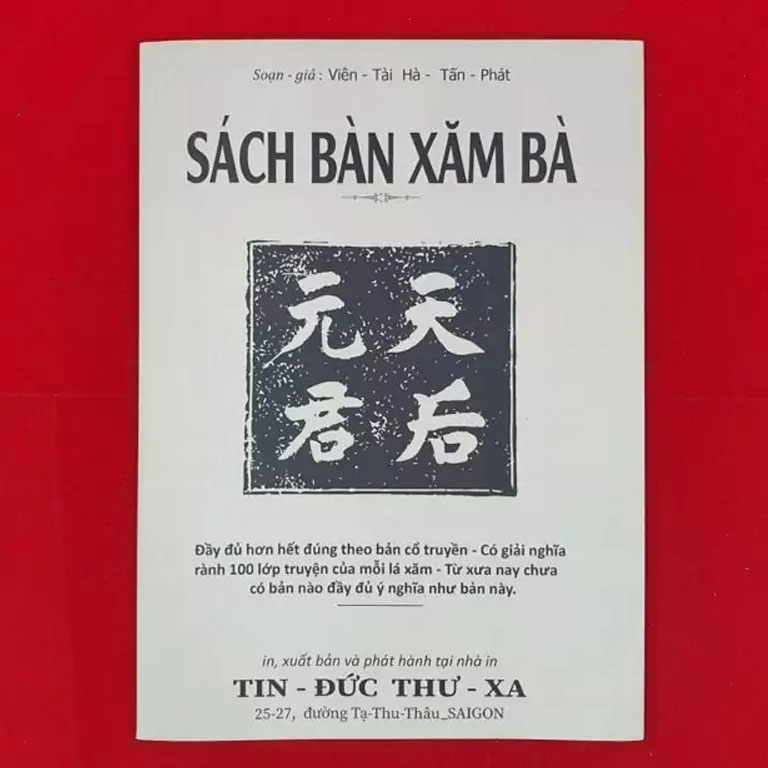 Soạn - giả : Viên - Tài Hà - Tấn - Phát
SÁCH BÀN XĂM BÀ
天后
元君
Đầy đủ hơn hết đúng theo bản cổ truyền - Có giải nghĩa
rành 100 lớp truyện của mỗi lá xăm - Từ xưa nay chưa
có bản nào đầy đủ ý nghĩa như bản này.
in, xuất bản và phát hành tại nhà in
TIN - ĐỨC THƯ - XA
25-27, đường Tạ-Thu-Thâu_SAIGON